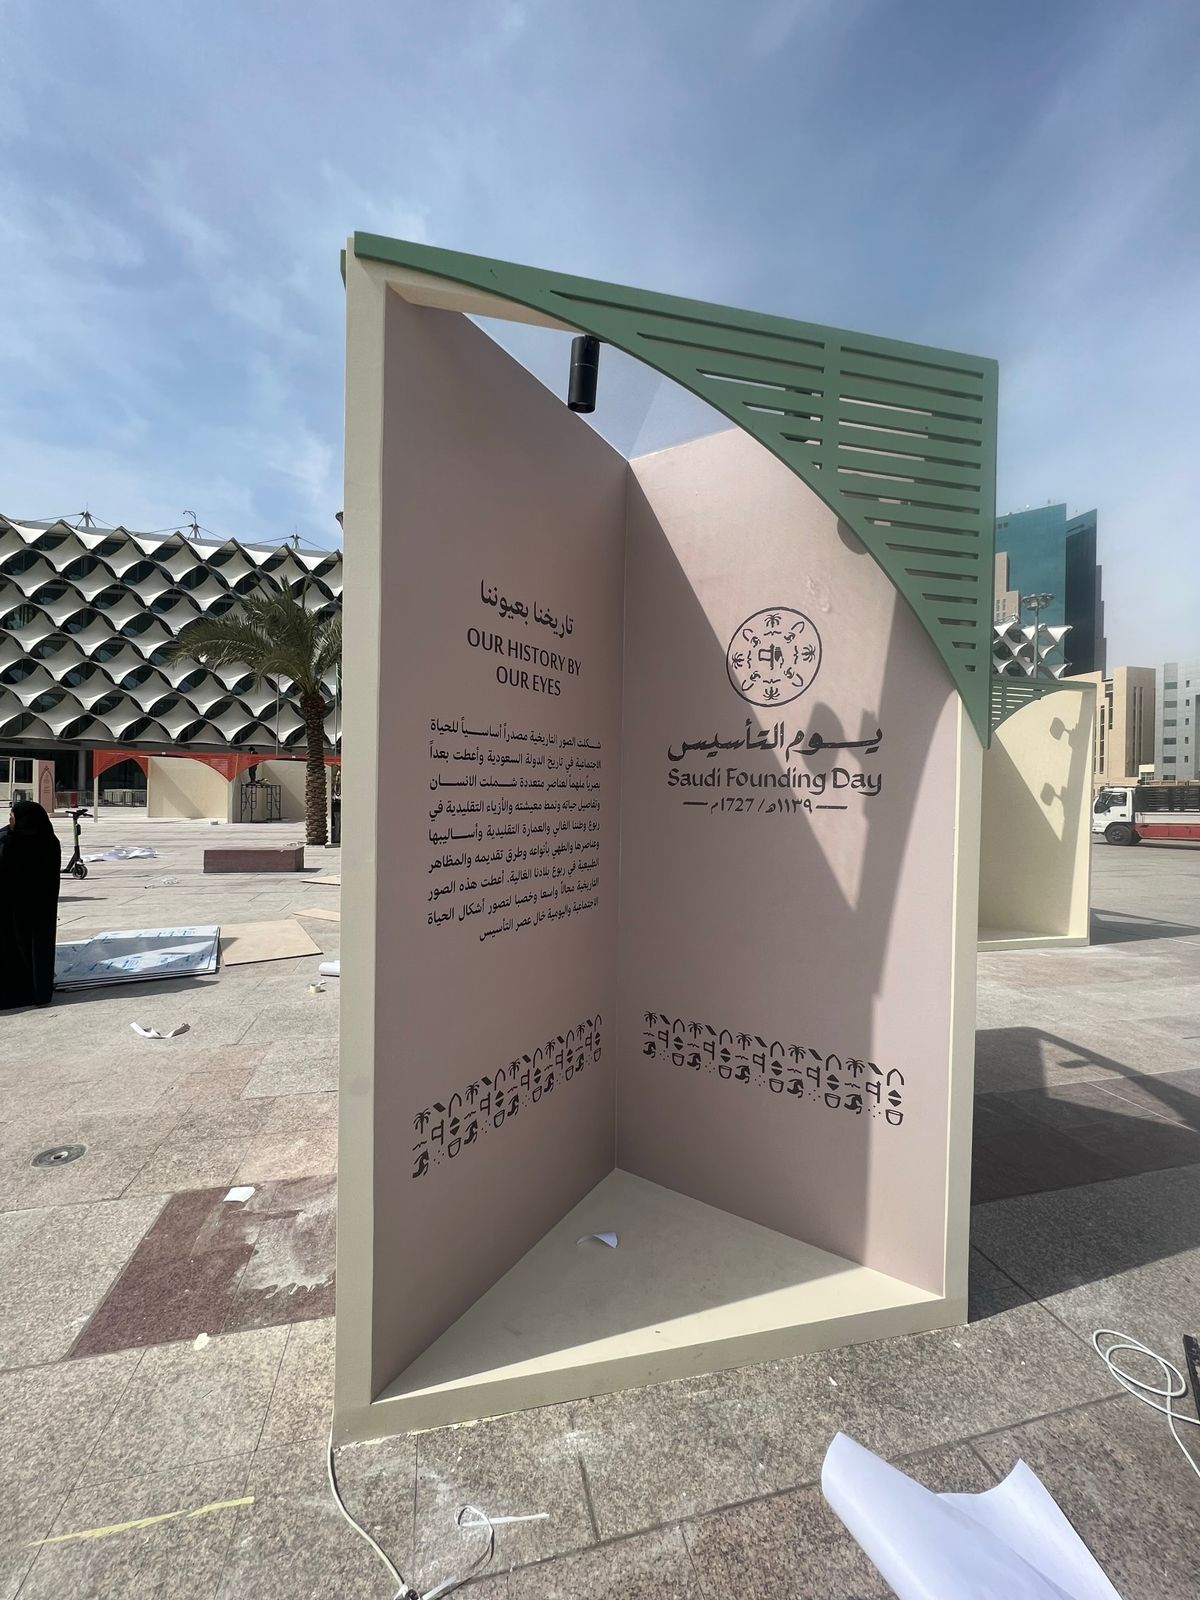 تاريخنا بعيوننا
OUR HISTORY BY
OUR EYES
شكلت الصور التاريخية مصدراً أساسياً للحياة
الاجتماعية في تاريخ الدولة السعودية وأعطت بعداً
بصرياً ملهماً لعناصر متعددة شملت الانسان
وتفاصيل حياته ونمط معيشته والأزياء التقليدية في
ربوع وطننا الغالي والعمارة التقليدية وأساليبها
وعناصرها والطهي بأنواعه وطرق تقديمه والمظاهر
الطبيعية في ربوع بلادنا الغالية. أعطت هذه الصور
التاريخية مجالاً واسعا وخصبا لتصور أشكال الحياة
الاجتماعية واليومية خال عصر التأسيس
يوم التأسيس
Saudi Founding Day
١١٣٩هـ/ 1727م